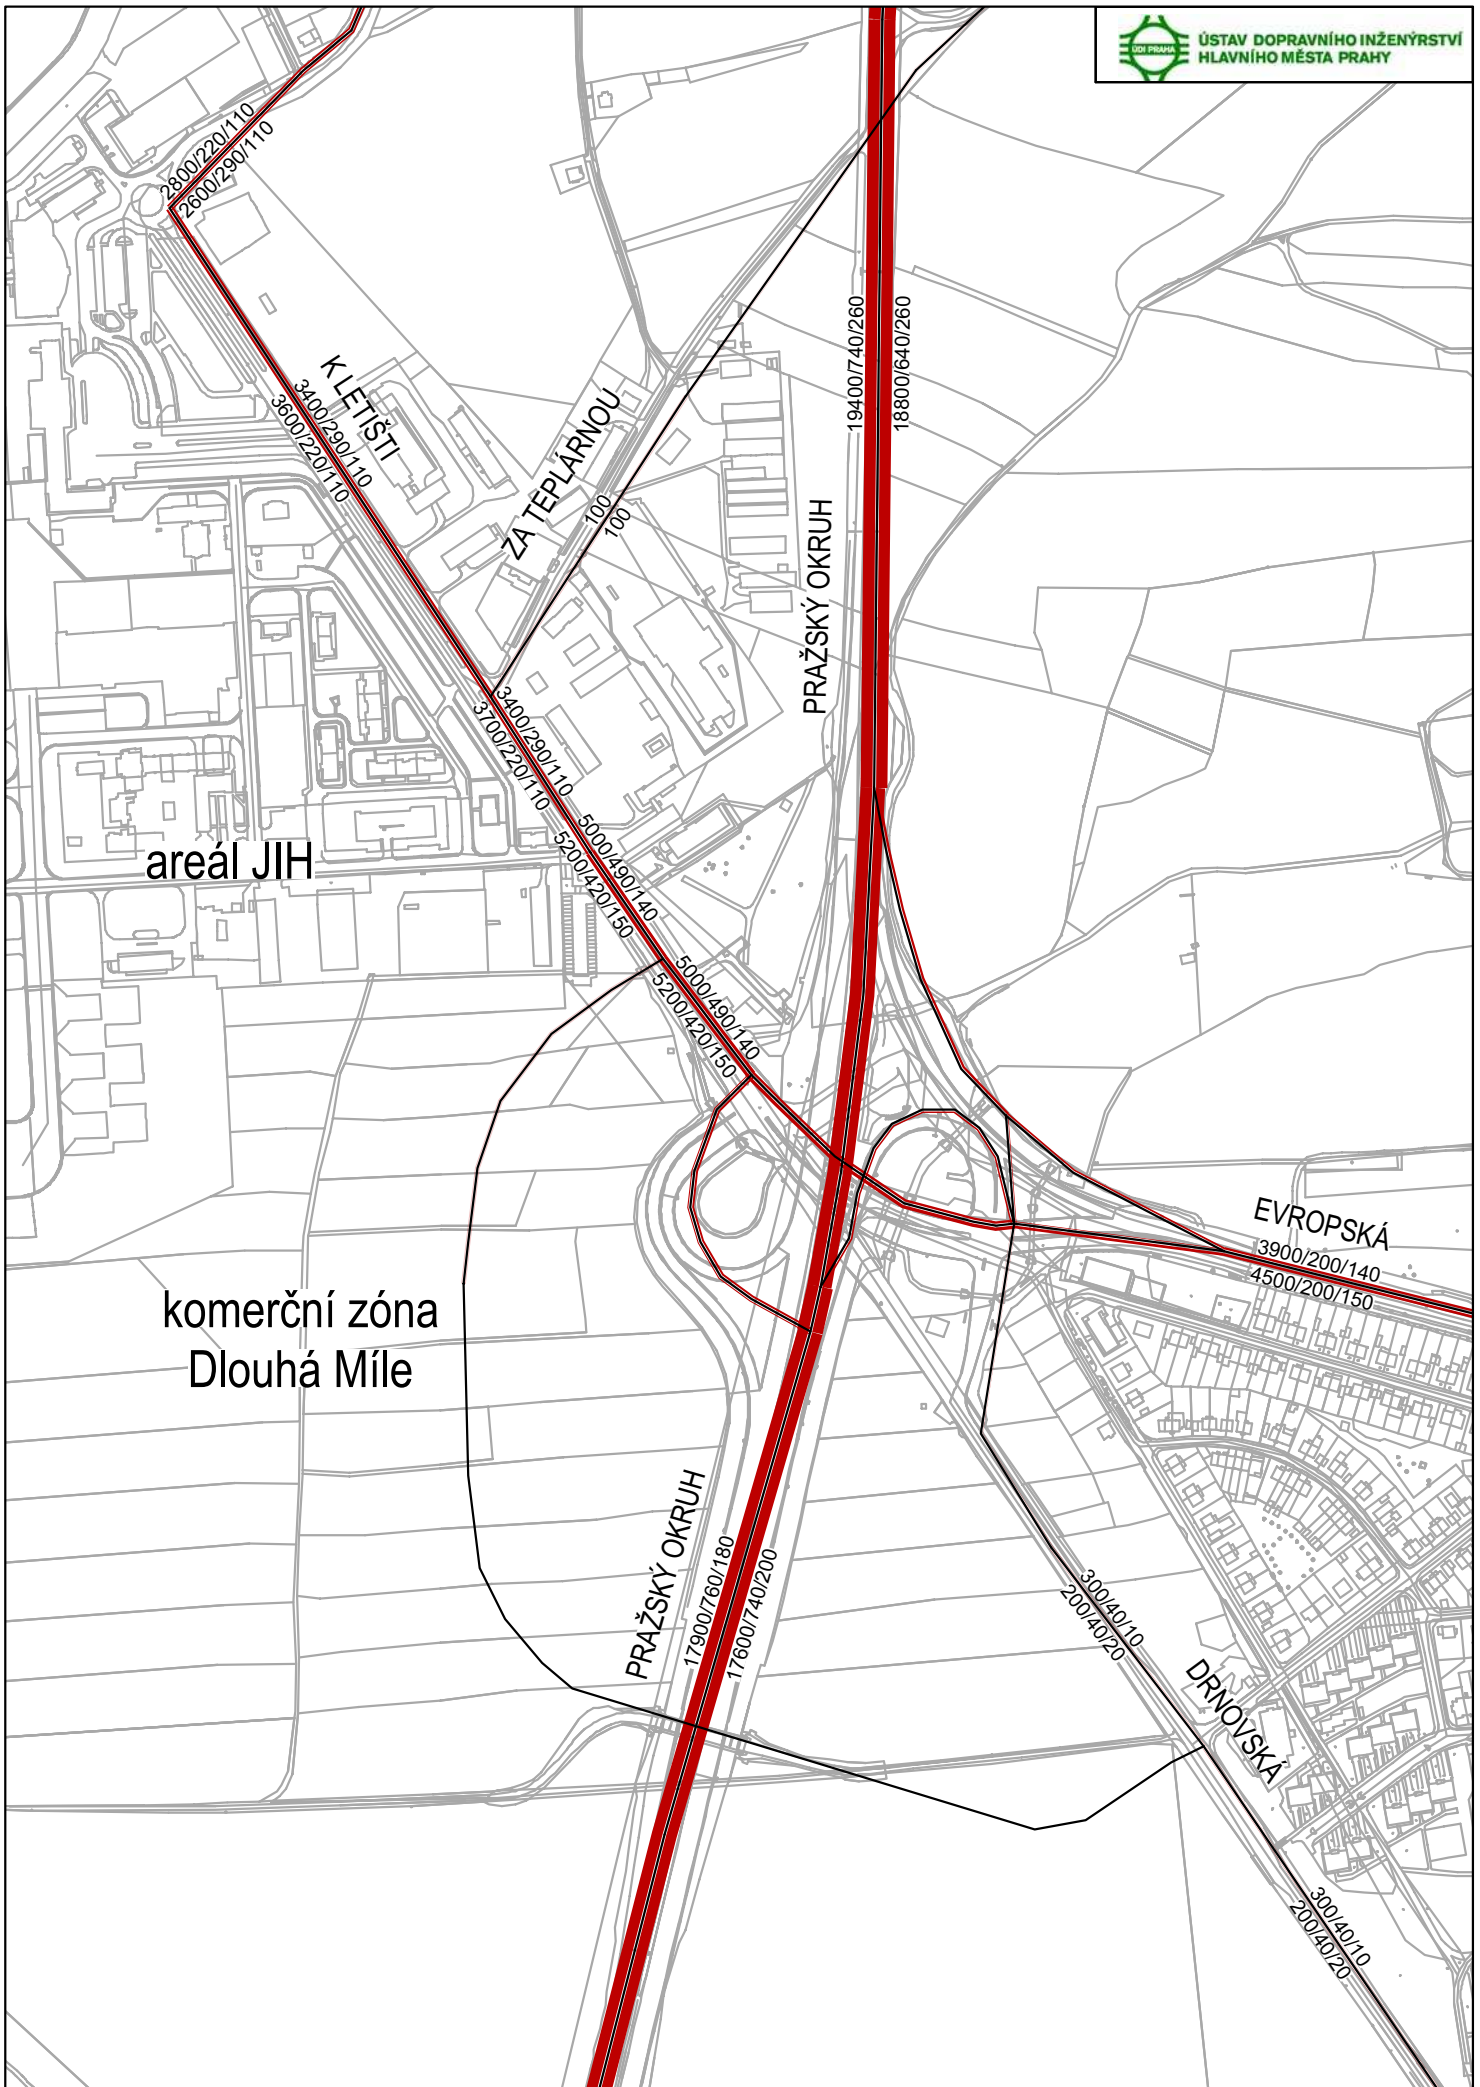 ÚDI PRAHA
ÚSTAV DOPRAVNÍHO INŽENÝRSTVÍ
HLAVNÍHO MĚSTA PRAHY
2800/220/110
2600/290/110
K LETIŠTI
3400/290/110
3600/220/110
ZA TEPLÁRNOU
100
100
19400/740/260
18800/640/260
PRAŽSKÝ OKRUH
3400/290/110
3700/220/110
5000/490/140
5200/420/150
areál JIH
5000/490/140
5200/420/150
EVROPSKÁ
3900/200/140
4500/200/150
komerční zóna
Dlouhá Míle
PRAŽSKÝ OKRUH
17900/760/180
17600/740/200
300/40/10
200/40/20
DRNOVSKÁ
300/40/10
200/40/20